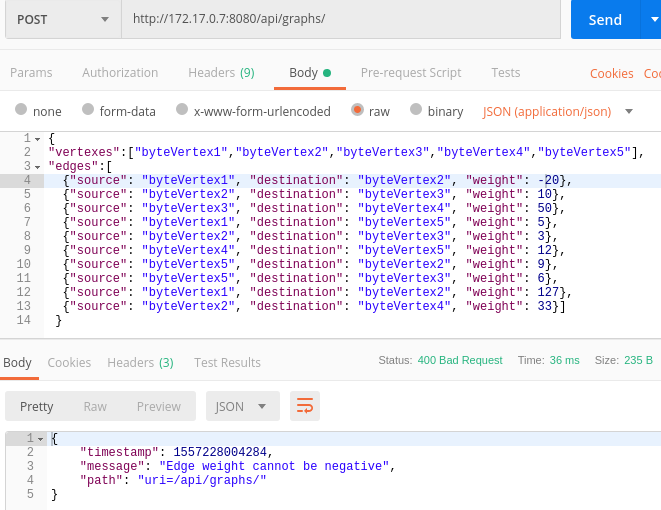 POST http://172.17.0.7:8080/api/graphs/ Send
Params Authorization Headers (9) Body Pre-request Script Tests Cookies
none form-data x-www-form-urlencoded raw binary JSON (application/json)
1 {
2 "vertexes":["byteVertex1","byteVertex2","byteVertex3","byteVertex4","byteVertex5"],
3 "edges":[
4 {"source": "byteVertex1", "destination": "byteVertex2", "weight": -20},
5 {"source": "byteVertex2", "destination": "byteVertex3", "weight": 10},
6 {"source": "byteVertex3", "destination": "byteVertex4", "weight": 50},
7 {"source": "byteVertex1", "destination": "byteVertex5", "weight": 5},
8 {"source": "byteVertex2", "destination": "byteVertex3", "weight": 3},
9 {"source": "byteVertex4", "destination": "byteVertex5", "weight": 12},
10 {"source": "byteVertex5", "destination": "byteVertex2", "weight": 9},
11 {"source": "byteVertex5", "destination": "byteVertex3", "weight": 6},
12 {"source": "byteVertex1", "destination": "byteVertex2", "weight": 127},
13 {"source": "byteVertex2", "destination": "byteVertex4", "weight": 33}]
14 }
Body Cookies Headers (3) Test Results Status: 400 Bad Request Time: 36 ms Size: 235 B
Pretty Raw Preview JSON
1 {
2 "timestamp": 1557228004284,
3 "message": "Edge weight cannot be negative",
4 "path": "uri=/api/graphs/"
5 }